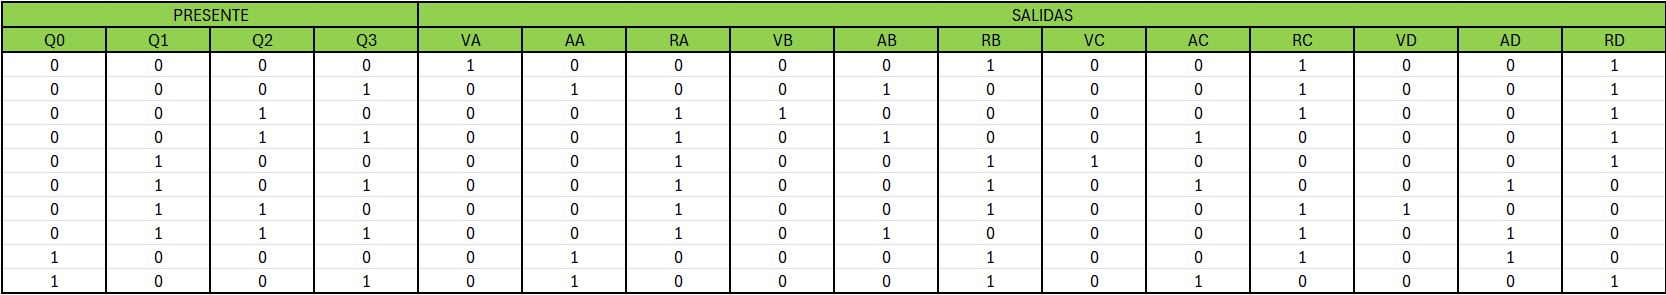 PRESENTE SALIDAS
Q0 Q1 Q2 Q3 VA AA RA VB AB RB VC AC RC VD AD RD
0 0 0 0 1 0 0 0 0 1 0 0 1 0 0 1
0 0 0 1 0 1 0 0 1 0 0 0 1 0 0 1
0 0 1 0 0 0 1 1 0 0 0 0 1 0 0 1
0 0 1 1 0 0 1 0 1 0 0 1 0 0 0 1
0 1 0 0 0 0 1 0 0 1 1 0 0 0 0 1
0 1 0 1 0 0 1 0 0 1 0 1 0 0 1 0
0 1 1 0 0 0 1 0 0 1 0 0 1 1 0 0
0 1 1 1 0 0 1 0 1 0 0 0 1 0 1 0
1 0 0 0 0 1 0 0 0 1 0 0 1 0 1 0
1 0 0 1 0 1 0 0 0 1 0 1 0 0 0 1